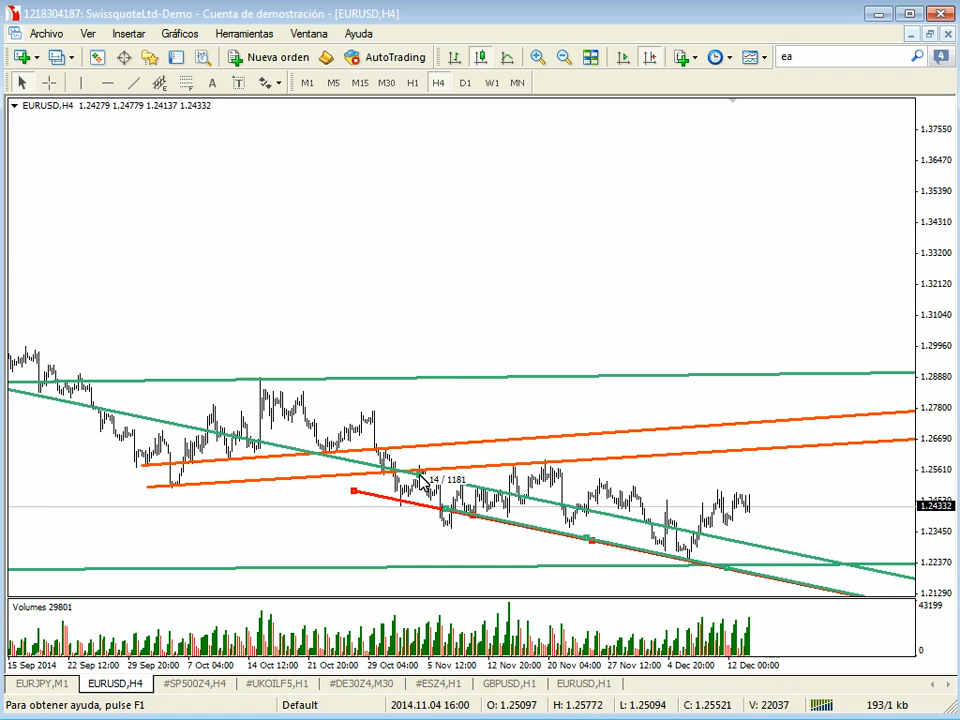 1218304187: SwissquoteLtd-Demo - Cuenta de demostración - [EURUSD,H4]
Archivo Ver Insertar Gráficos Herramientas Ventana Ayuda
Nueva orden AutoTrading ea 4
A T M1 M5 M15 M30 H1 H4 D1 W1 MN
EURUSD,H4 1.24279 1.24779 1.24137 1.24332
1.37550
1.36470
1.35390
1.34310
1.33200
1.32120
1.31040
1.29960
1.28880
1.27800
1.26690
1.25610
14 / 1181
1.24332
1.23450
1.22370
1.21290
Volumes 29801
43199
0
15 Sep 2014 22 Sep 12:00 29 Sep 20:00 7 Oct 04:00 14 Oct 12:00 21 Oct 20:00 29 Oct 04:00 5 Nov 12:00 12 Nov 20:00 20 Nov 04:00 27 Nov 12:00 4 Dec 20:00 12 Dec 00:00
EURJPY,M1 EURUSD,H4 #SP500Z4,H4 #UKOILF5,H1 #DE30Z4,M30 #ESZ4,H1 GBPUSD,H1 EURUSD,H1
Para obtener ayuda, pulse F1 Default 2014.11.04 16:00 O: 1.25097 H: 1.25772 L: 1.25094 C: 1.25521 V: 22037 193/1 kb